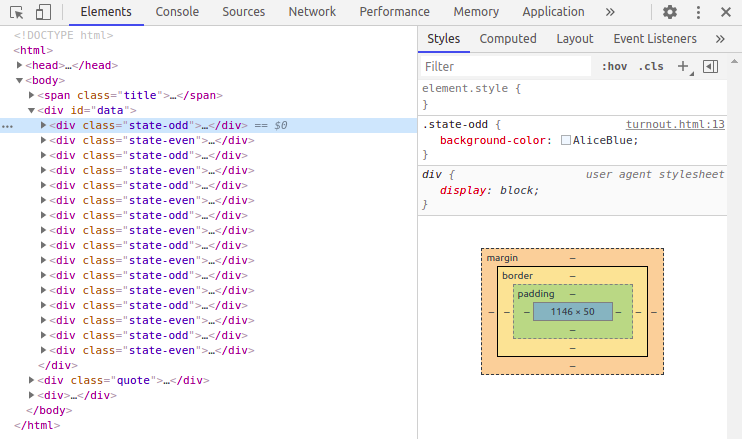 Elements Console Sources Network Performance Memory Application »
<!DOCTYPE html>
<html>
<head>…</head>
<body>
<span class="title">…</span>
<div id="data">
… <div class="state-odd">…</div> == $0
<div class="state-even">…</div>
<div class="state-odd">…</div>
<div class="state-even">…</div>
<div class="state-odd">…</div>
<div class="state-even">…</div>
<div class="state-odd">…</div>
<div class="state-even">…</div>
<div class="state-odd">…</div>
<div class="state-even">…</div>
<div class="state-odd">…</div>
<div class="state-even">…</div>
<div class="state-odd">…</div>
<div class="state-even">…</div>
<div class="state-odd">…</div>
<div class="state-even">…</div>
</div>
<div class="quote">…</div>
<div>…</div>
</body>
</html>
Styles Computed Layout Event Listeners »
Filter :hov .cls +
element.style {
}
.state-odd { turnout.html:13
background-color: AliceBlue;
}
div { user agent stylesheet
display: block;
}
margin –
border –
padding –
– – – 1146 × 50 – – –
–
–
–